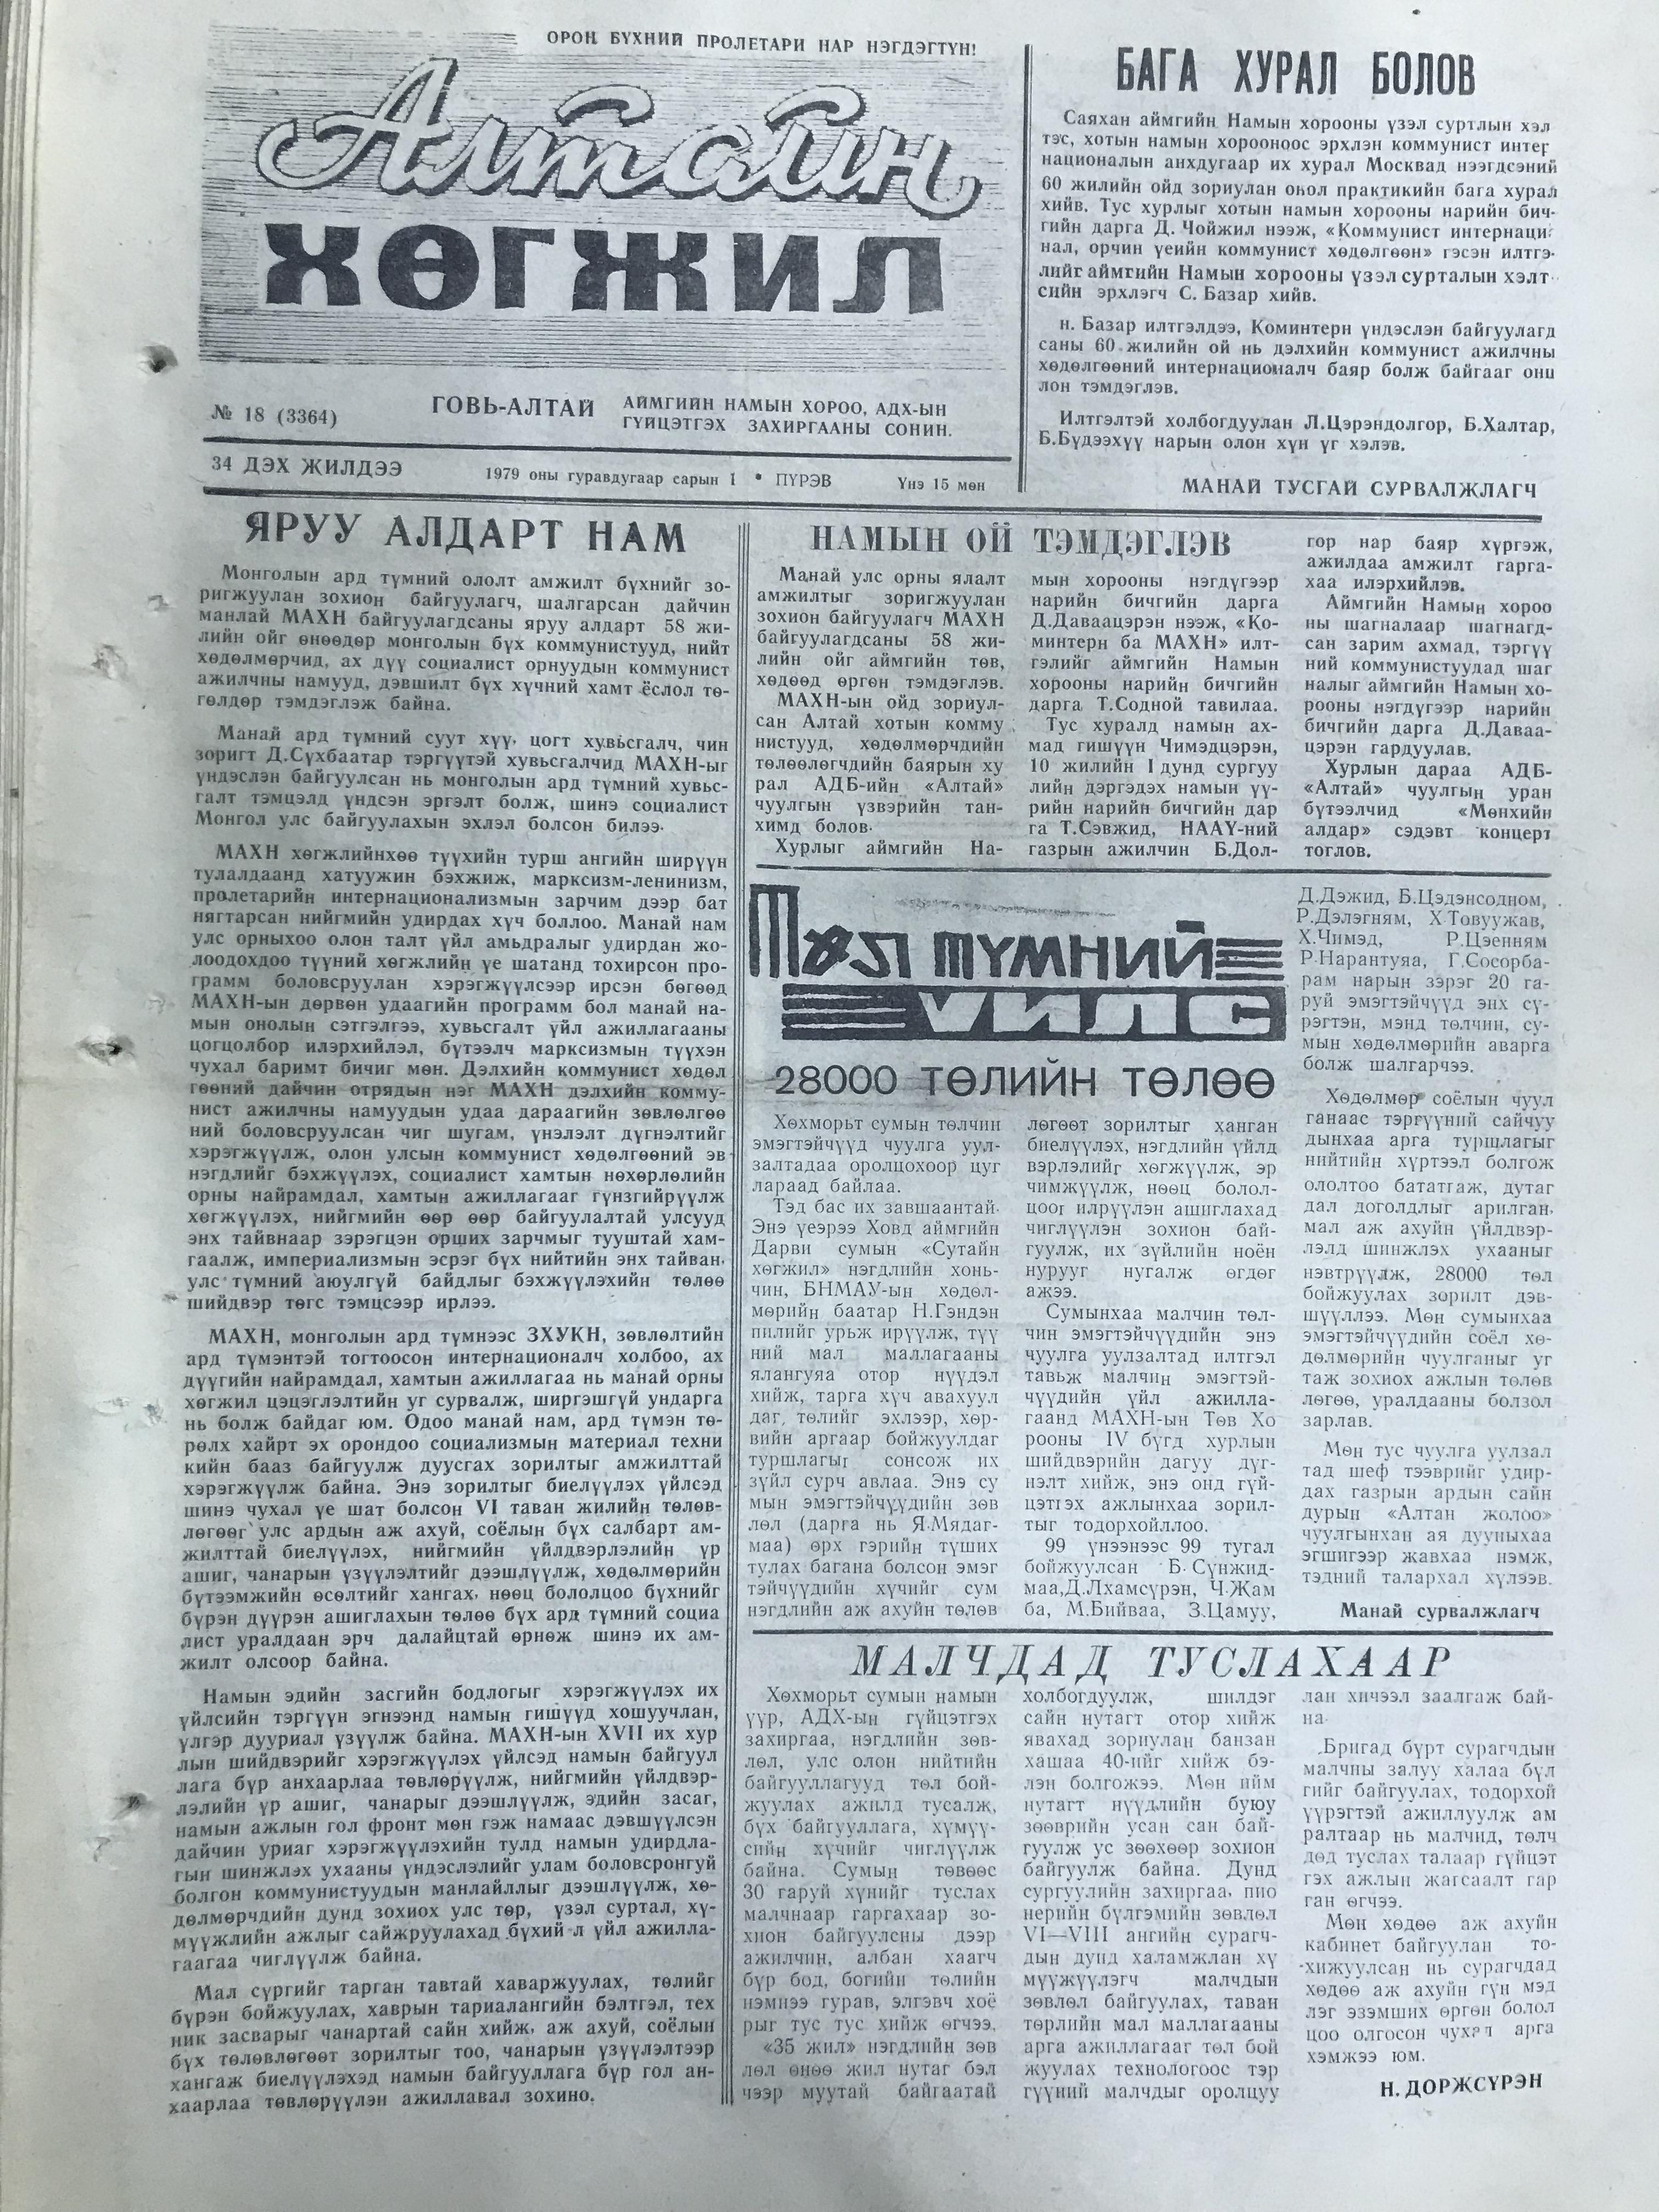 ОРОН БҮХНИЙ ПРОЛЕТАРИ НАР НЭГДЭГТҮН!
Алтайн
ХӨГЖИЛ
№ 18 (3364)
ГОВЬ-АЛТАЙ
АЙМГИЙН НАМЫН ХОРОО, АДХ-ЫН
ГҮЙЦЭТГЭХ ЗАХИРГААНЫ СОНИН.
34 ДЭХ ЖИЛДЭЭ
1979 оны гуравдугаар сарын 1 • ПҮРЭВ
Үнэ 15 мөн
БАГА ХУРАЛ БОЛОВ
Саяхан аймгийн Намын хорооны үзэл суртлын хэл
тэс, хотын намын хорооноос эрхлэн коммунист интер
националын анхдугаар их хурал Москвад нээгдсэний
60 жилийн ойд зориулан онол практикийн бага хурал
хийв. Тус хурлыг хотын намын хорооны нарийн бич-
гийн дарга Д. Чойжил нээж, «Коммунист интернаци-
нал, орчин үеийн коммунист хөдөлгөөн» гэсэн илтгэ-
лийг аймгийн Намын хорооны үзэл сурталын хэлт
сийн эрхлэгч С. Базар хийв.
н. Базар илтгэлдээ, Коминтерн үндэслэн байгуулагд
саны 60 жилийн ой нь дэлхийн коммунист ажилчны
хөдөлгөөний интернационалч баяр болж байгааг онц
лон тэмдэглэв.
Илтгэлтэй холбогдуулан Л.Цэрэндолгор, Б.Халтар,
Б.Бүдээхүү нарын олон хүн үг хэлэв.
МАНАЙ ТУСГАЙ СУРВАЛЖЛАГЧ
ЯРУУ АЛДАРТ НАМ
Монголын ард түмний ололт амжилт бүхнийг зо-
ригжуулан зохион байгуулагч, шалгарсан дайчин
манлай МАХН байгуулагдсаны яруу алдарт 58 жи-
лийн ойг өнөөдөр монголын бүх коммунистууд, нийт
хөдөлмөрчид, ах дүү социалист орнуудын коммунист
ажилчны намууд, дэвшилт бүх хүчний хамт ёслол тө-
гөлдөр тэмдэглэж байна.
Манай ард түмний суут хүү, цогт хувьсгалч, чин
зоригт Д.Сүхбаатар тэргүүтэй хувьсгалчид МАХН-ыг
үндэслэн байгуулсан нь монголын ард түмний хувьс-
галт тэмцэлд үндсэн эргэлт болж, шинэ социалист
Монгол улс байгуулахын эхлэл болсон билээ.
МАХН хөгжлийнхөө түүхийн турш ангийн ширүүн
тулалдаанд хатуужин бэхжиж, марксизм-ленинизм,
пролетарийн интернационализмын зарчим дээр бат
нягтарсан нийгмийн удирдах хүч боллоо. Манай нам
улс орныхоо олон талт үйл амьдралыг удирдан жо-
лоодохдоо түүний хөгжлийн үе шатанд тохирсон про-
грамм боловсруулан хэрэгжүүлсээр ирсэн бөгөөд
МАХН-ын дөрвөн удаагийн программ бол манай на-
мын онолын сэтгэлгээ, хувьсгалт үйл ажиллагааны
цогцолбор илэрхийлэл, бүтээлч марксизмын түүхэн
чухал баримт бичиг мөн. Дэлхийн коммунист хөдөл
гөөний дайчин отрядын нэг МАХН дэлхийн комму-
нист ажилчны намуудын удаа дараагийн зөвлөлгөө
ний боловсруулсан чиг шугам, үнэлэлт дүгнэлтийг
хэрэгжүүлж, олон улсын коммунист хөдөлгөөний эв
нэгдлийг бэхжүүлэх, социалист хамтын нөхөрлөлийн
орны найрамдал, хамтын ажиллагааг гүнзгийрүүлж
хөгжүүлэх, нийгмийн өөр өөр байгуулалтай улсууд
энх тайвнаар зэрэгцэн оршиж зарчмыг тууштай хам-
гаалж, империализмын эсрэг бүх нийтийн энх тайван,
улс түмний аюулгүй байдлыг бэхжүүлэхийн төлөө
шийдвэр төгс тэмцсээр ирлээ.
МАХН, монголын ард түмнээс ЗХУКН, зөвлөлтийн
ард түмэнтэй тогтоосон интернационалч холбоо, ах
дүүгийн найрамдал, хамтын ажиллагаа нь манай орны
хөгжил цэцэглэлтийн уг сурвалж, ширгэшгүй ундарга
нь болж байдаг юм. Одоо манай нам, ард түмэн тө-
рөлх хайрт эх орондоо социализмын материал техни
кийн бааз байгуулж дуусгах зорилтыг амжилттай
хэрэгжүүлж байна. Энэ зорилтыг биелүүлэх үйлсэд
шинэ чухал үе шат болсон VI таван жилийн төлөв-
лөгөөг улс ардын аж ахуй, соёлын бүх салбарт ам-
жилттай биелүүлэх, нийгмийн үйлдвэрлэлийн үр
ашиг, чанарын үзүүлэлтийг дээшлүүлж, хөдөлмөрийн
бүтээмжийн өсөлтийг хангах, нөөц бололцоо бүхнийг
бүрэн дүүрэн ашиглахын төлөө бүх ард түмний социа
лист уралдаан эрч далайцтай өрнөж шинэ их ам-
жилт олсоор байна.
Намын эдийн засгийн бодлогыг хэрэгжүүлэх их
үйлсийн тэргүүн эгнээнд намын гишүүд хошуучлан,
үлгэр дууриал үзүүлж байна. МАХН-ын XVII их хур
лын шийдвэрийг хэрэгжүүлэх үйлсэд намын байгуул
лага бүр анхаарлаа төвлөрүүлж, нийгмийн үйлдвэр-
лэлийн үр ашиг, чанарыг дээшлүүлж, эдийн засаг,
намын ажлын гол фронт мөн гэж намаас дэвшүүлсэн
дайчин уриаг хэрэгжүүлэхийн тулд намын удирдла-
гын шинжлэх ухааны үндэслэлийг улам боловсронгуй
болгон коммунистуудын манлайллыг дээшлүүлж, хө-
дөлмөрчдийн дунд зохиох улс төр, үзэл суртал, хү-
мүүжлийн ажлыг сайжруулахад бүхий л үйл ажилла-
гаагаа чиглүүлж байна.
Мал сүргийг тарган тавтай хаваржуулах, төлийг
бүрэн бойжуулах, хаврын тариалангийн бэлтгэл, тех
ник засварыг чанартай сайн хийж, аж ахуй, соёлын
бүх төлөвлөгөөт зорилтыг тоо, чанарын үзүүлэлтээр
хангаж биелүүлэхэд намын байгууллага бүр гол ан-
хаарлаа төвлөрүүлэн ажиллавал зохино.
НАМЫН ОЙ ТЭМДЭГЛЭВ
Манай улс орны ялалт
амжилтыг зоригжуулан
зохион байгуулагч МАХН
байгуулагдсаны 58 жи-
лийн ойг аймгийн төв,
хөдөөд өргөн тэмдэглэв.
МАХН-ын ойд зориул-
сан Алтай хотын комму
нистууд, хөдөлмөрчдийн
төлөөлөгчдийн баярын ху
рал АДБ-ийн «Алтай»
чуулгын үзвэрийн тан-
химд болов.
Хурлыг аймгийн На-
мын хорооны нэгдүгээр
нарийн бичгийн дарга
Д.Даваацэрэн нээж, «Ко-
минтерн ба МАХН» илт-
гэлийг аймгийн Намын
хорооны нарийн бичгийн
дарга Т.Содной тавилаа.
Тус хуралд намын ах-
мад гишүүн Чимэдцэрэн,
10 жилийн I дунд сургуу
лийн дэргэдэх намын үү-
рийн нарийн бичгийн дар
га Т.Сэвжид, НААҮ-ний
газрын ажилчин Б.Дол-
гор нар баяр хүргэж,
ажилдаа амжилт гарга-
хаа илэрхийлэв.
Аймгийн Намын хороо
ны шагналаар шагнагд-
сан зарим ахмад, тэргүү
ний коммунистуудад шаг
налыг аймгийн Намын хо-
рооны нэгдүгээр нарийн
бичгийн дарга Д.Даваа-
цэрэн гардуулав.
Хурлын дараа АДБ-
«Алтай» чуулгын уран
бүтээлчид «Мөнхийн
алдар» сэдэвт концерт
тоглов.
ТҮМНИЙ
ҮЙЛС
28000 ТӨЛИЙН ТӨЛӨӨ
Хөхморьт сумын төлчин
эмэгтэйчүүд чуулга уул-
залтадаа оролцохоор цуг
лараад байлаа.
Тэд бас их завшаантай.
Энэ үеэрээ Ховд аймгийн
Дарви сумын «Сутайн
хөгжил» нэгдлийн хонь-
чин, БНМАУ-ын хөдөл-
мөрийн баатар Н.Гэндэн
пилийг урьж ирүүлж, түү
ний мал маллагааны
ялангуяа отор нүүдэл
хийж, тарга хүч авахуул
даг, төлийг эхлээр, хөр-
вийн аргаар бойжуулдаг
туршлагыг сонсож их
зүйл сурч авлаа. Энэ су
мын эмэгтэйчүүдийн зөв
лөл (дарга нь Я.Мядаг-
маа) өрх гэрийн түших
тулах багана болсон эмэг
тэйчүүдийн хүчийг сум
нэгдлийн аж ахуйн төлөв
лөгөөт зорилтыг ханган
биелүүлэх, нэгдлийн үйлд
вэрлэлийг хөгжүүлж, эр
чимжүүлж, нөөц болол-
цоог илрүүлэн ашиглахад
чиглүүлэн зохион бай-
гуулж, их зүйлийн ноён
нурууг нугалж өгдөг
ажээ.
Сумынхаа малчин төл-
чин эмэгтэйчүүдийн энэ
чуулга уулзалтад илтгэл
тавьж малчин эмэгтэй-
чүүдийн үйл ажилла-
гаанд МАХН-ын Төв Хо
рооны IV бүгд хурлын
шийдвэрийн дагуу дүг-
нэлт хийж, энэ онд гүй-
цэтгэх ажлынхаа зорил-
тыг тодорхойллоо.
99 үнээнээс 99 тугал
бойжуулсан Б.Сүнжид-
маа,Д.Лхамсүрэн, Ч.Жам
ба, М.Бийваа, З.Цамуу,
Д.Дэжид, Б.Цэдэнсодном,
Р.Дэлэгням, Х.Товуужав,
Х.Чимэд, Р.Цэенням
Р.Нарантуяа, Г.Сосорба-
рам нарын зэрэг 20 га-
руй эмэгтэйчүүд энх сү-
рэгтэн, мэнд төлчин, су-
мын хөдөлмөрийн аварга
болж шалгарчээ.
Хөдөлмөр соёлын чуул
ганаас тэргүүний сайчуу
дынхаа арга туршлагыг
нийтийн хүртээл болгож
ололтоо бататгаж, дутаг
дал доголдлыг арилган,
мал аж ахуйн үйлдвэр-
лэлд шинжлэх ухааныг
нэвтрүүлж, 28000 төл
бойжуулах зорилт дэв-
шүүллээ. Мөн сумынхаа
эмэгтэйчүүдийн соёл хө-
дөлмөрийн чуулганыг уг
таж зохиох ажлын төлөв
лөгөө, уралдааны болзол
зарлав.
Мөн тус чуулга уулзал
тад шеф тээврийг удир-
дах газрын ардын сайн
дурын «Алтан жолоо»
чуулгынхан ая дууныхаа
эгшигээр жавхаа нэмж,
тэдний талархал хүлээв.
Манай сурвалжлагч
МАЛЧДАД ТУСЛАХААР
Хөхморьт сумын намын
үүр, АДХ-ын гүйцэтгэх
захиргаа, нэгдлийн зөв-
лөл, улс олон нийтийн
байгууллагууд төл бой-
жуулах ажилд тусалж,
бүх байгууллага, хүмүү-
сийн хүчийг чиглүүлж
байна. Сумын төвөөс
30 гаруй хүнийг туслах
малчнаар гаргахаар зо-
хион байгуулсны дээр
ажилчин, албан хаагч
бүр бод, богийн төлийн
нэмнээ гурав, элгэвч хоё
рыг тус тус хийж өгчээ.
«35 жил» нэгдлийн зөв
лөл өнөө жил нутаг бэл
чээр муутай байгаатай
холбогдуулж, шилдэг
сайн нутагт отор хийж
явахад зориулан банзан
хашаа 40-ийг хийж бэ-
лэн болгожээ. Мөн ийм
нутагт нүүдлийн буюу
зөөврийн усан сан бай-
гуулж ус зөөхөөр зохион
байгуулж байна. Дунд
сургуулийн захиргаа, пио
нерийн бүлгэмийн зөвлөл
VI—VIII ангийн сурагч-
дын дунд халамжлан хү
мүүжүүлэгч малчдын
зөвлөл байгуулах, таван
төрлийн мал маллагааны
арга ажиллагааг төл бой
жуулах технологоос тэр
гүүний малчдыг оролцуу
лан хичээл заалгаж бай-
на.
Бригад бүрт сурагчдын
малчны залуу халаа бүл
гийг байгуулах, тодорхой
үүрэгтэй ажиллуулж ам
ралтаар нь малчид, төлч
дөд туслах талаар гүйцэт
гэх ажлын жагсаалт гар
ган өгчээ.
Мөн хөдөө аж ахуйн
кабинет байгуулан то-
хижуулсан нь сурагчдад
хөдөө аж ахуйн гүн мэд
лэг эзэмших өргөн болол
цоо олгосон чухал арга
хэмжээ юм.
Н. ДОРЖСҮРЭН